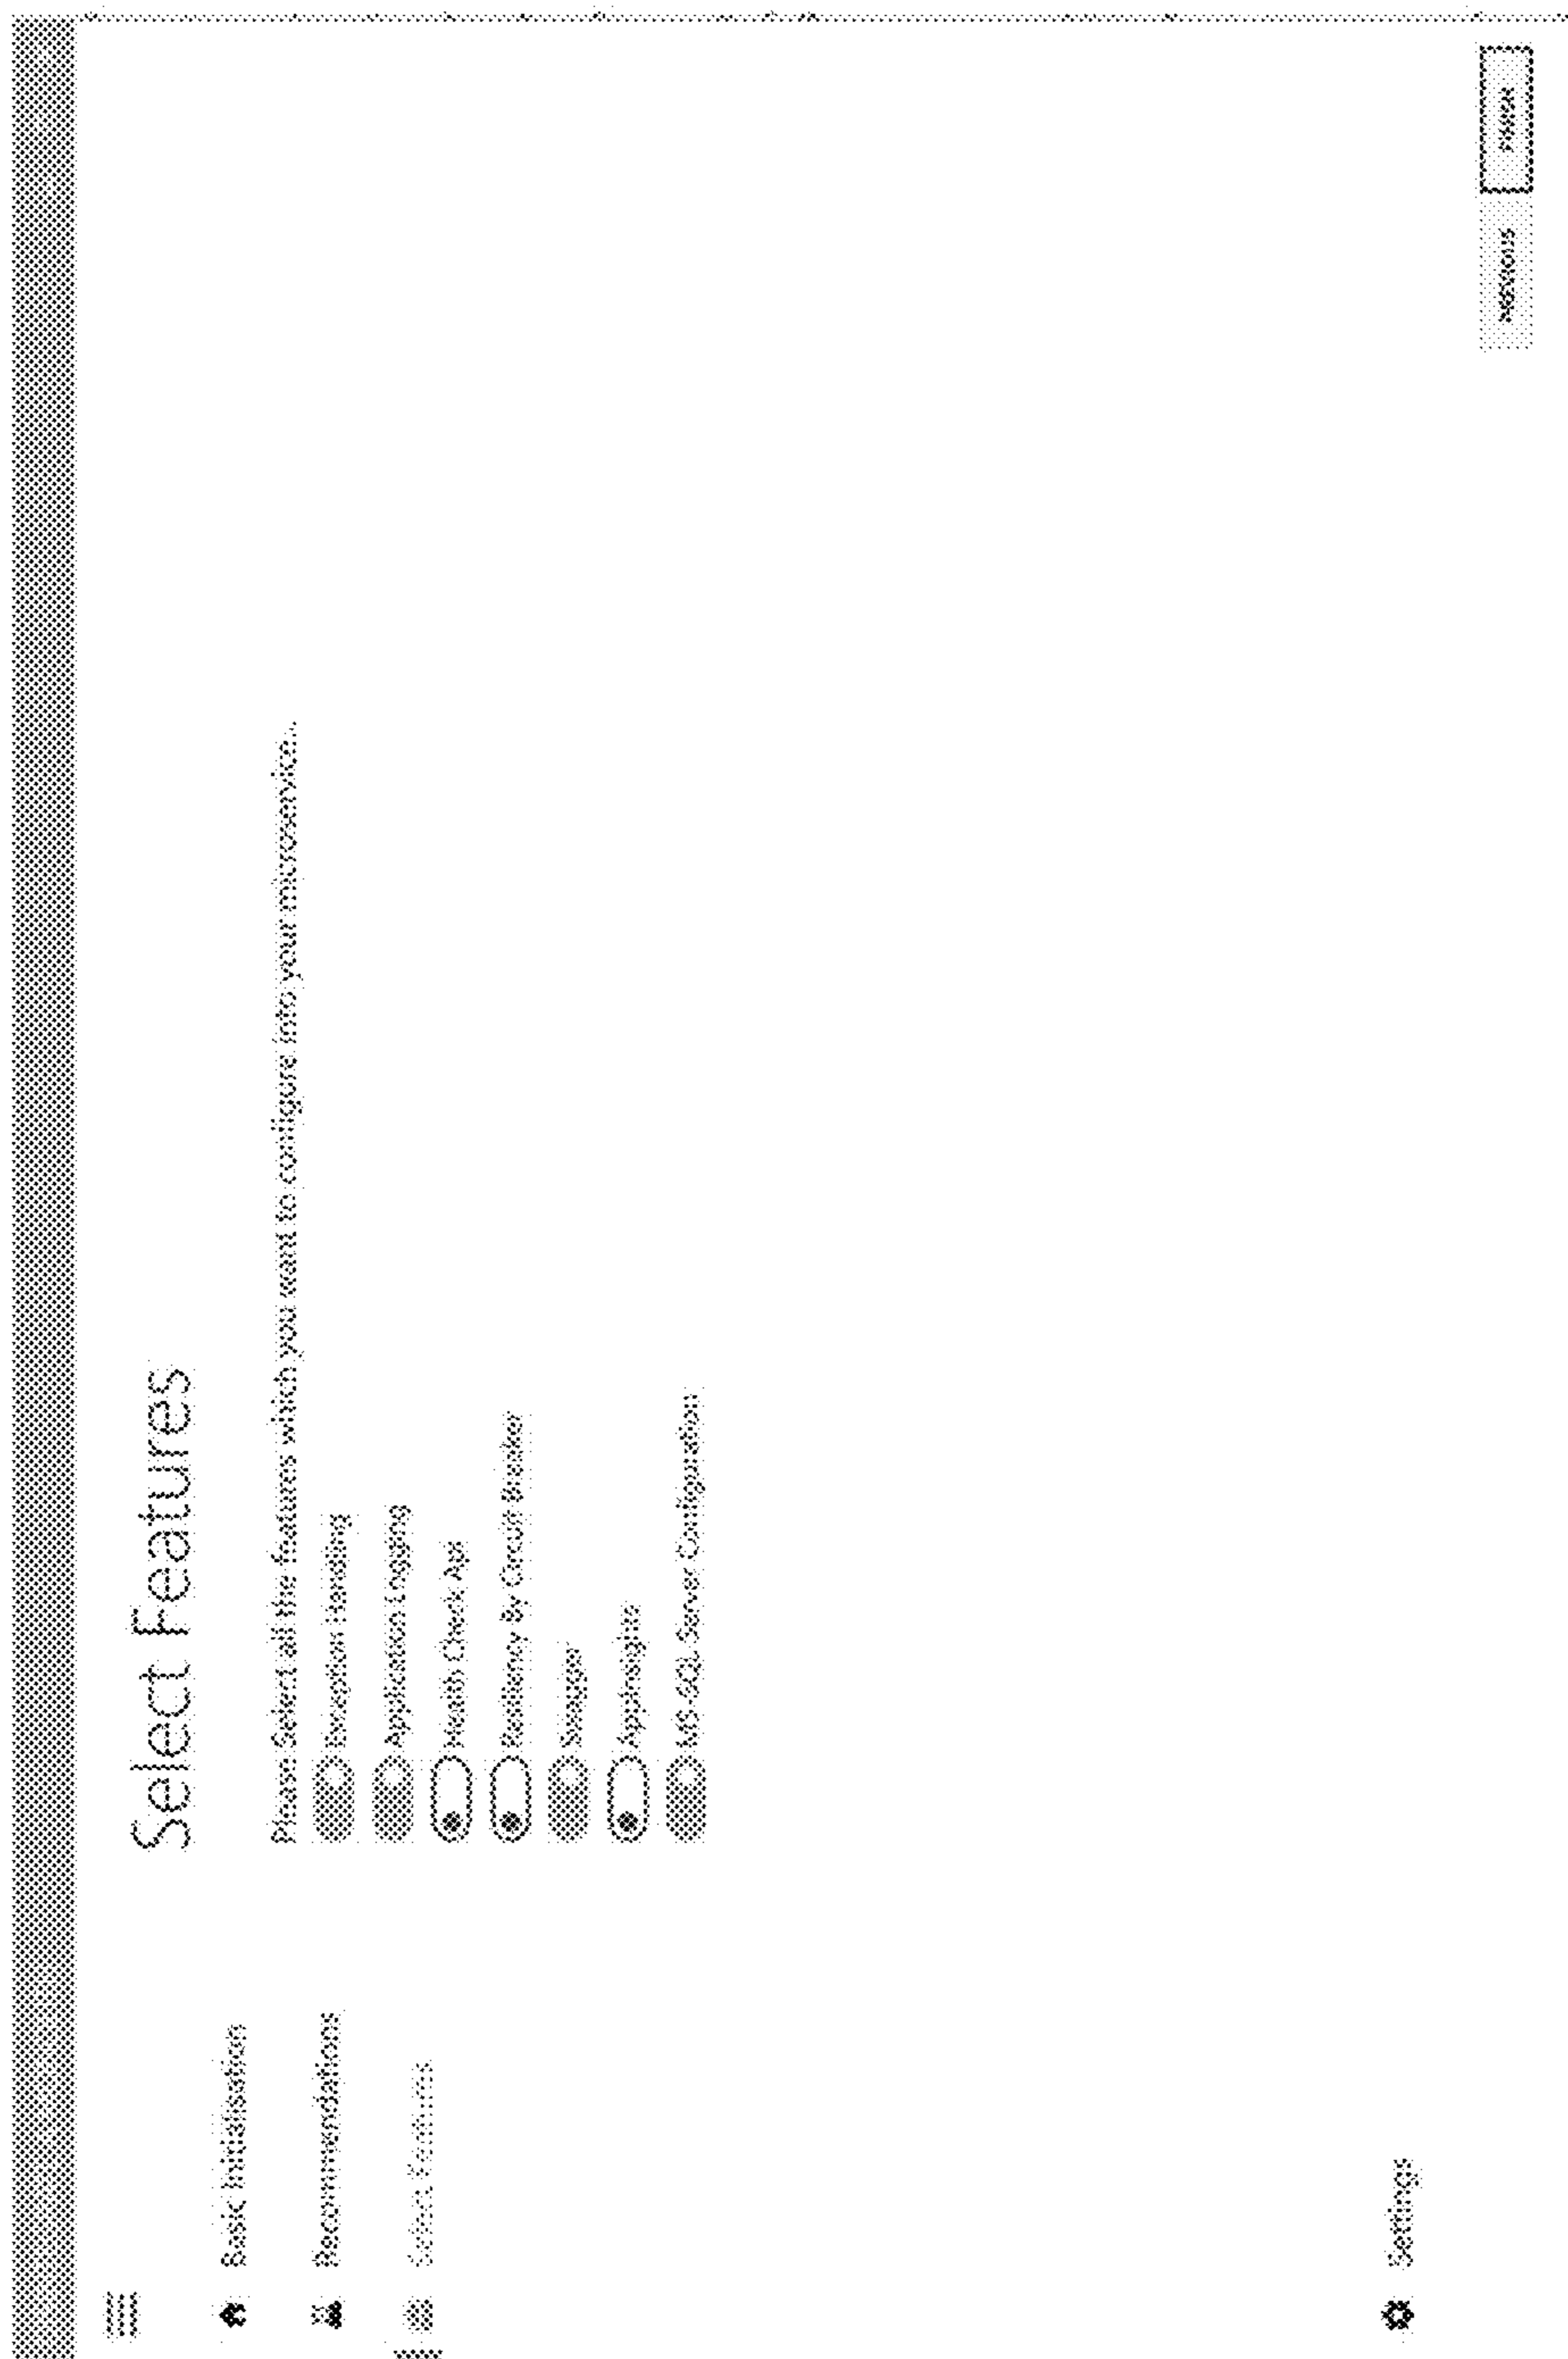 Select Features
Please Select all the features which you want to configure into your microservice.
Exception Handling
Application Logging
Health Check Api
Resiliency By Circuit Breaker
Swagger
AppInsights
MS-SQL Server Configuration
Basic Initialisation
Recommendations
Select Features
Settings
Previous
Finish